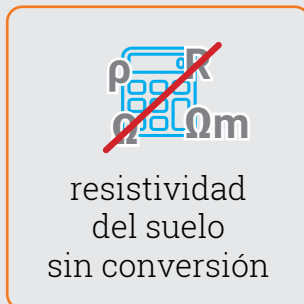 ρ R
Ω Ωm
resistividad
del suelo
sin conversión